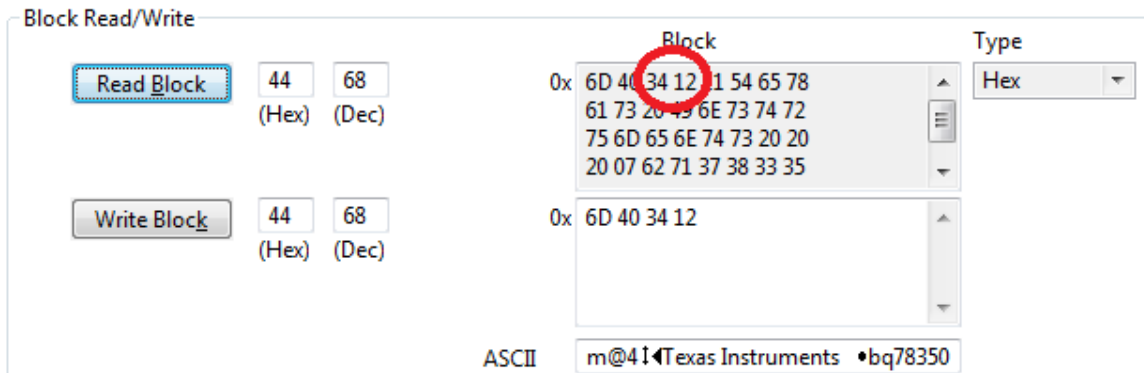 Block Read/Write
Block Type
Read Block 44 68 0x 6D 40 34 12 11 54 65 78 Hex
(Hex) (Dec) 61 73 20 49 6E 73 74 72
75 6D 65 6E 74 73 20 20
20 07 62 71 37 38 33 35
Write Block 44 68 0x 6D 40 34 12
(Hex) (Dec)
ASCII m@4↕◄Texas Instruments •bq78350